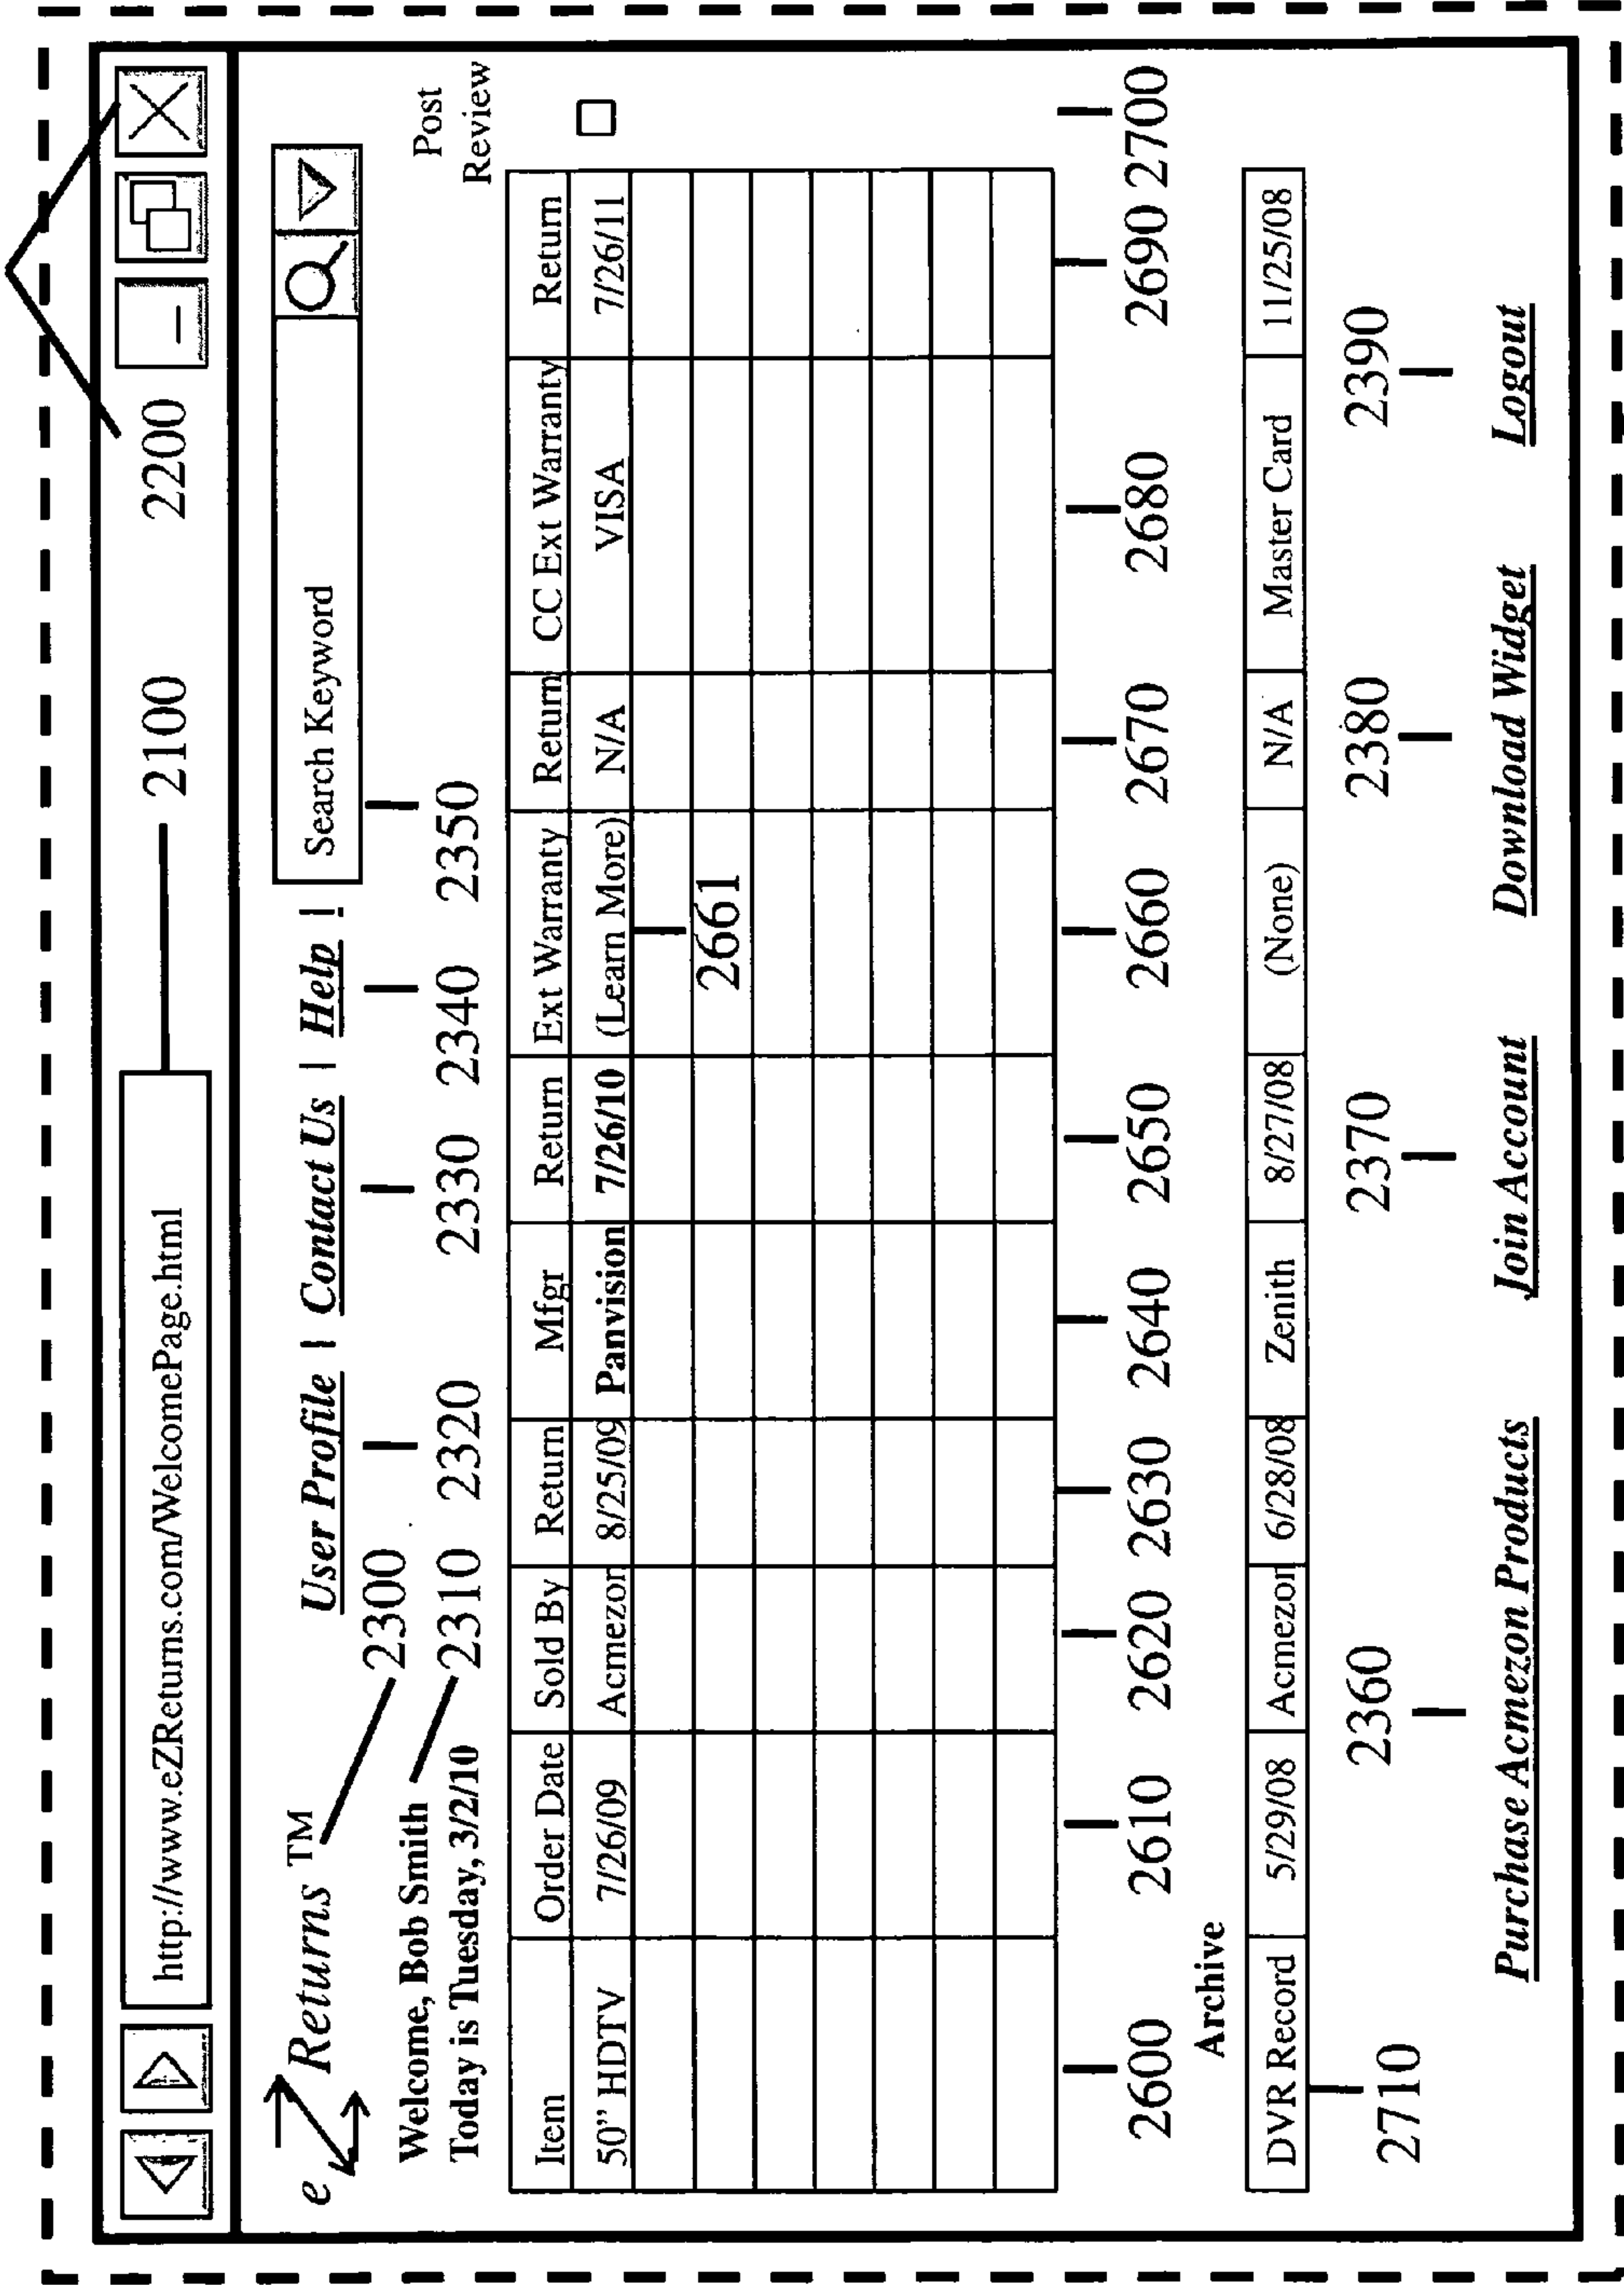 2100
2200
http://www.eZReturns.com/WelcomePage.html
e Returns ™
User Profile | Contact Us | Help |
Search Keyword
2300
Welcome, Bob Smith
Today is Tuesday, 3/2/10
2310 2320 2330 2340 2350
Post
Review
Item Order Date Sold By Return Mfgr Return Ext Warranty Return CC Ext Warranty Return
50” HDTV 7/26/09 Acmezon 8/25/09 Panvision 7/26/10 (Learn More) N/A VISA 7/26/11
2661
2600 2610 2620 2630 2640 2650 2660 2670 2680 2690 2700
Archive
DVR Record 5/29/08 Acmezon 6/28/08 Zenith 8/27/08 (None) N/A Master Card 11/25/08
2710 2360 2370 2380 2390
Purchase Acmezon Products Join Account Download Widget Logout